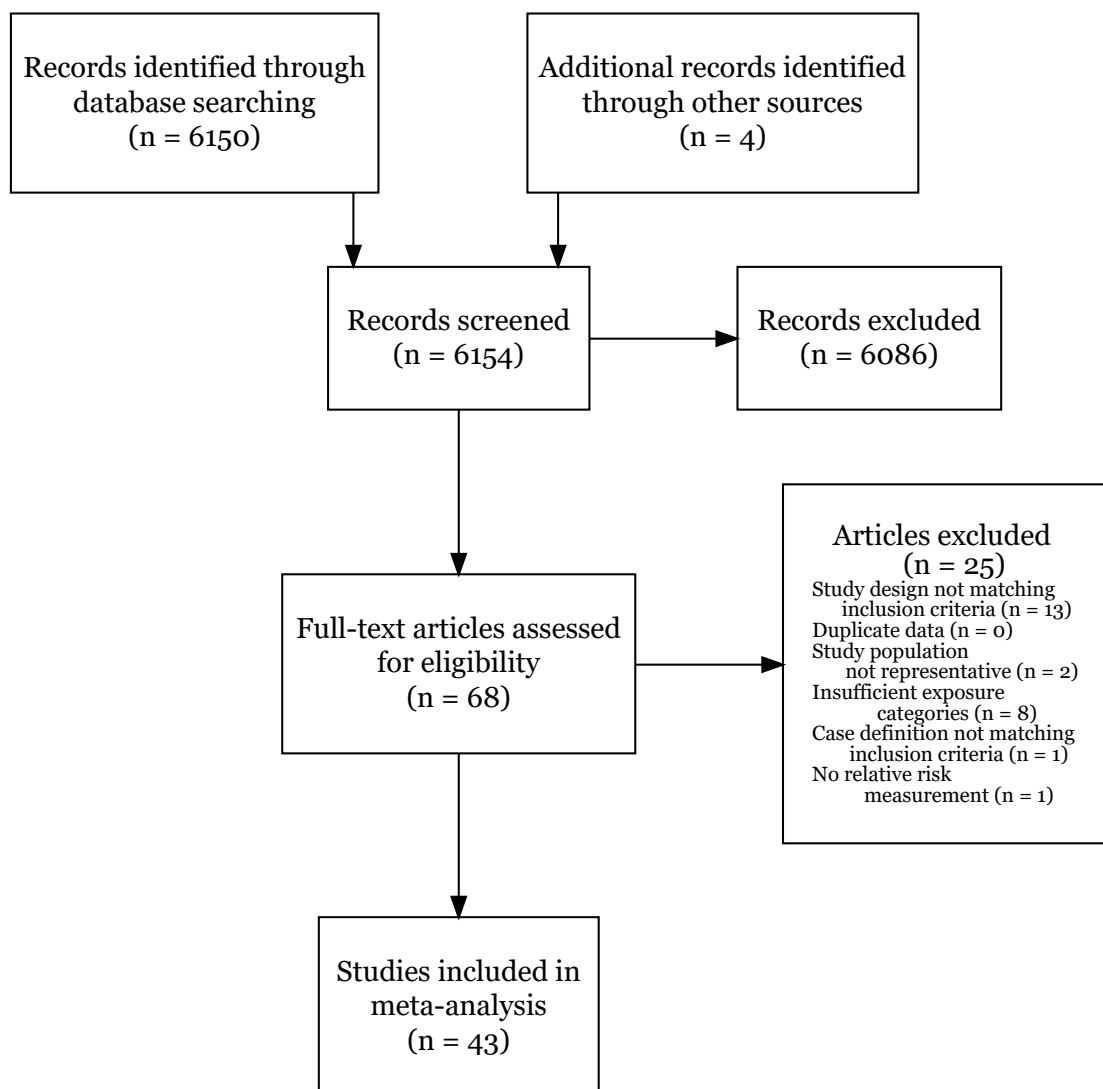 Records identified through
database searching
(n = 6150)
Additional records identified
through other sources
(n = 4)
Records screened
(n = 6154)
Records excluded
(n = 6086)
Full-text articles assessed
for eligibility
(n = 68)
Articles excluded
(n = 25)
Study design not matching
inclusion criteria (n = 13)
Duplicate data (n = 0)
Study population
not representative (n = 2)
Insufficient exposure
categories (n = 8)
Case definition not matching
inclusion criteria (n = 1)
No relative risk
measurement (n = 1)
Studies included in
meta-analysis
(n = 43)